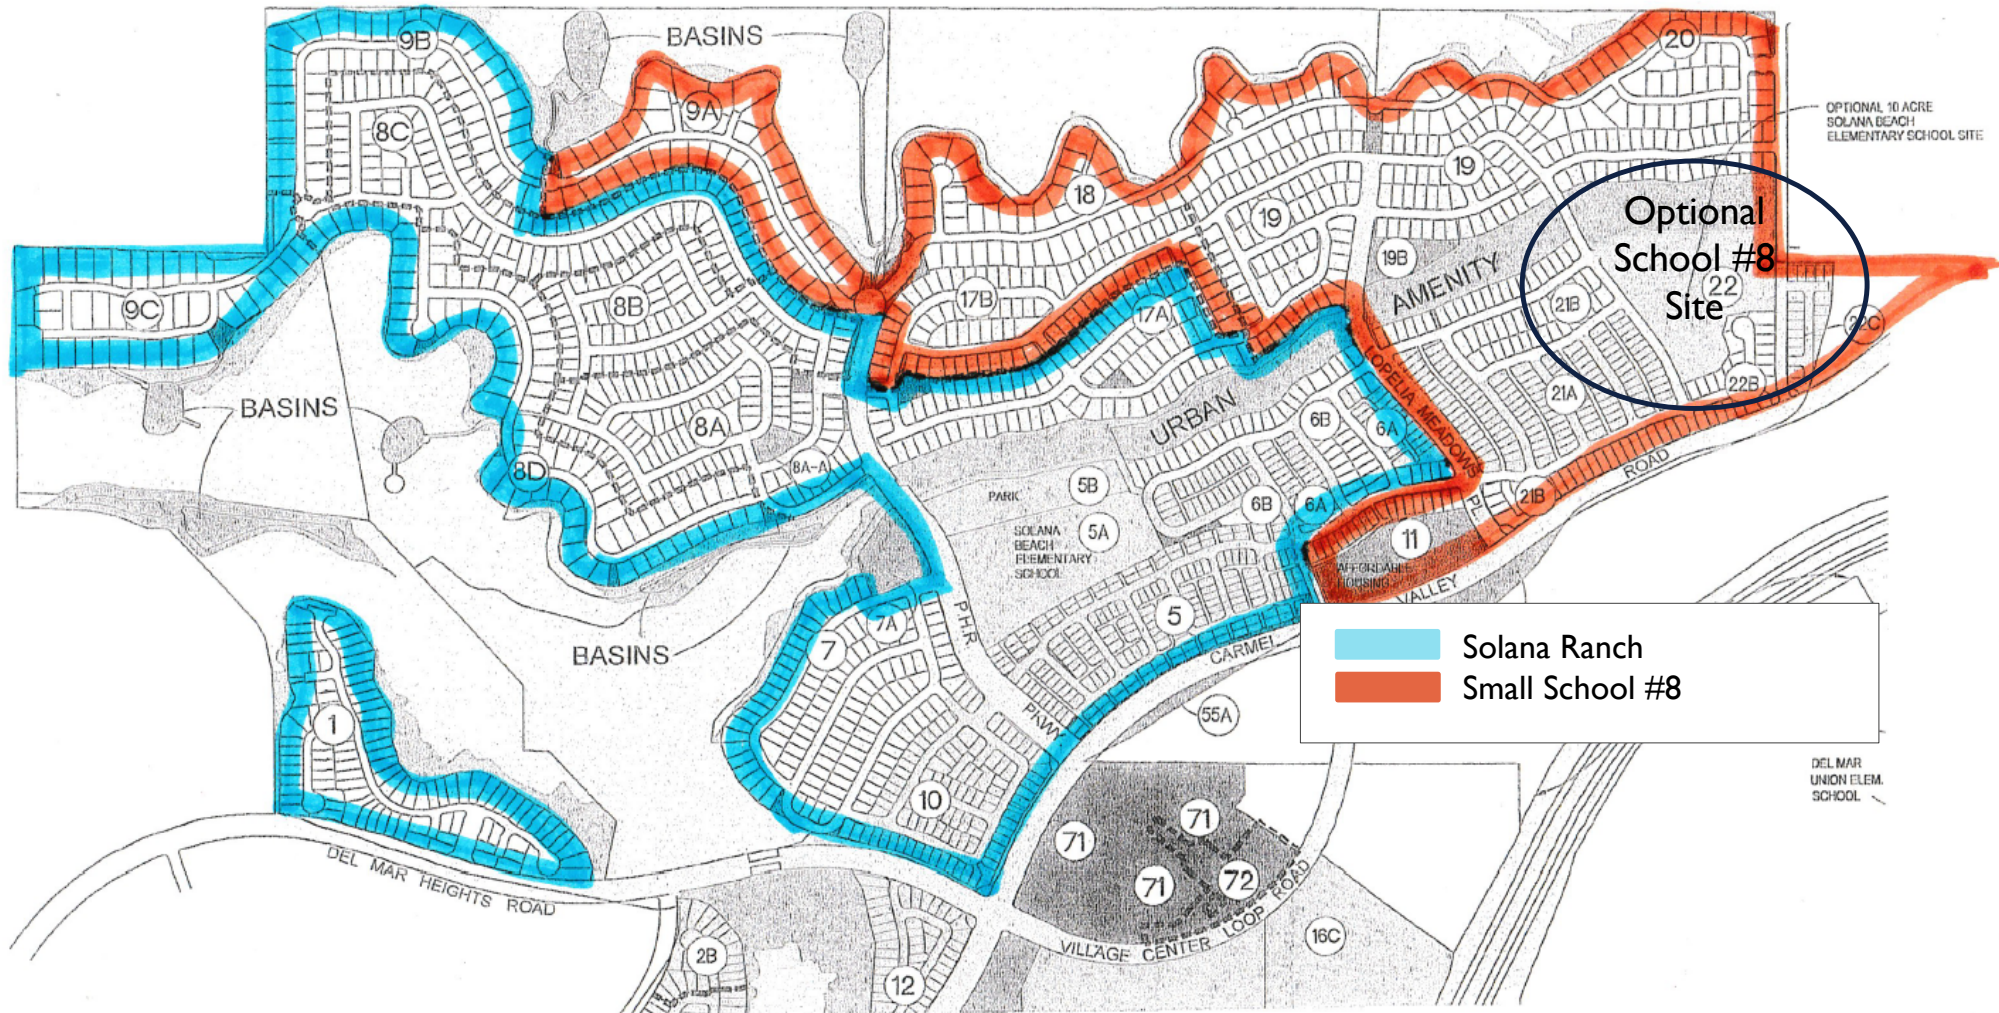 9B
BASINS
20
9A
8C
OPTIONAL 10 ACRE
SOLANA BEACH
ELEMENTARY SCHOOL SITE
19
18
19
Optional
School #8
Site
22
19B
AMENITY
9C
8B
17B
17A
21B
22C
LOPELIA MEADOWS
PL
22B
21A
BASINS
URBAN
8A
6B
6A
8D
8A-A
ROAD
PARK
5B
6B
6A
21B
SOLANA
BEACH
ELEMENTARY
SCHOOL
5A
11
AFFORDABLE
HOUSING
VALLEY
P.H.R.
PKWY
5
7A
7
BASINS
CARMEL
Solana Ranch
Small School #8
1
55A
10
DEL MAR
UNION ELEM.
SCHOOL
71
71
71
72
DEL MAR HEIGHTS ROAD
VILLAGE CENTER LOOP ROAD
16C
2B
12